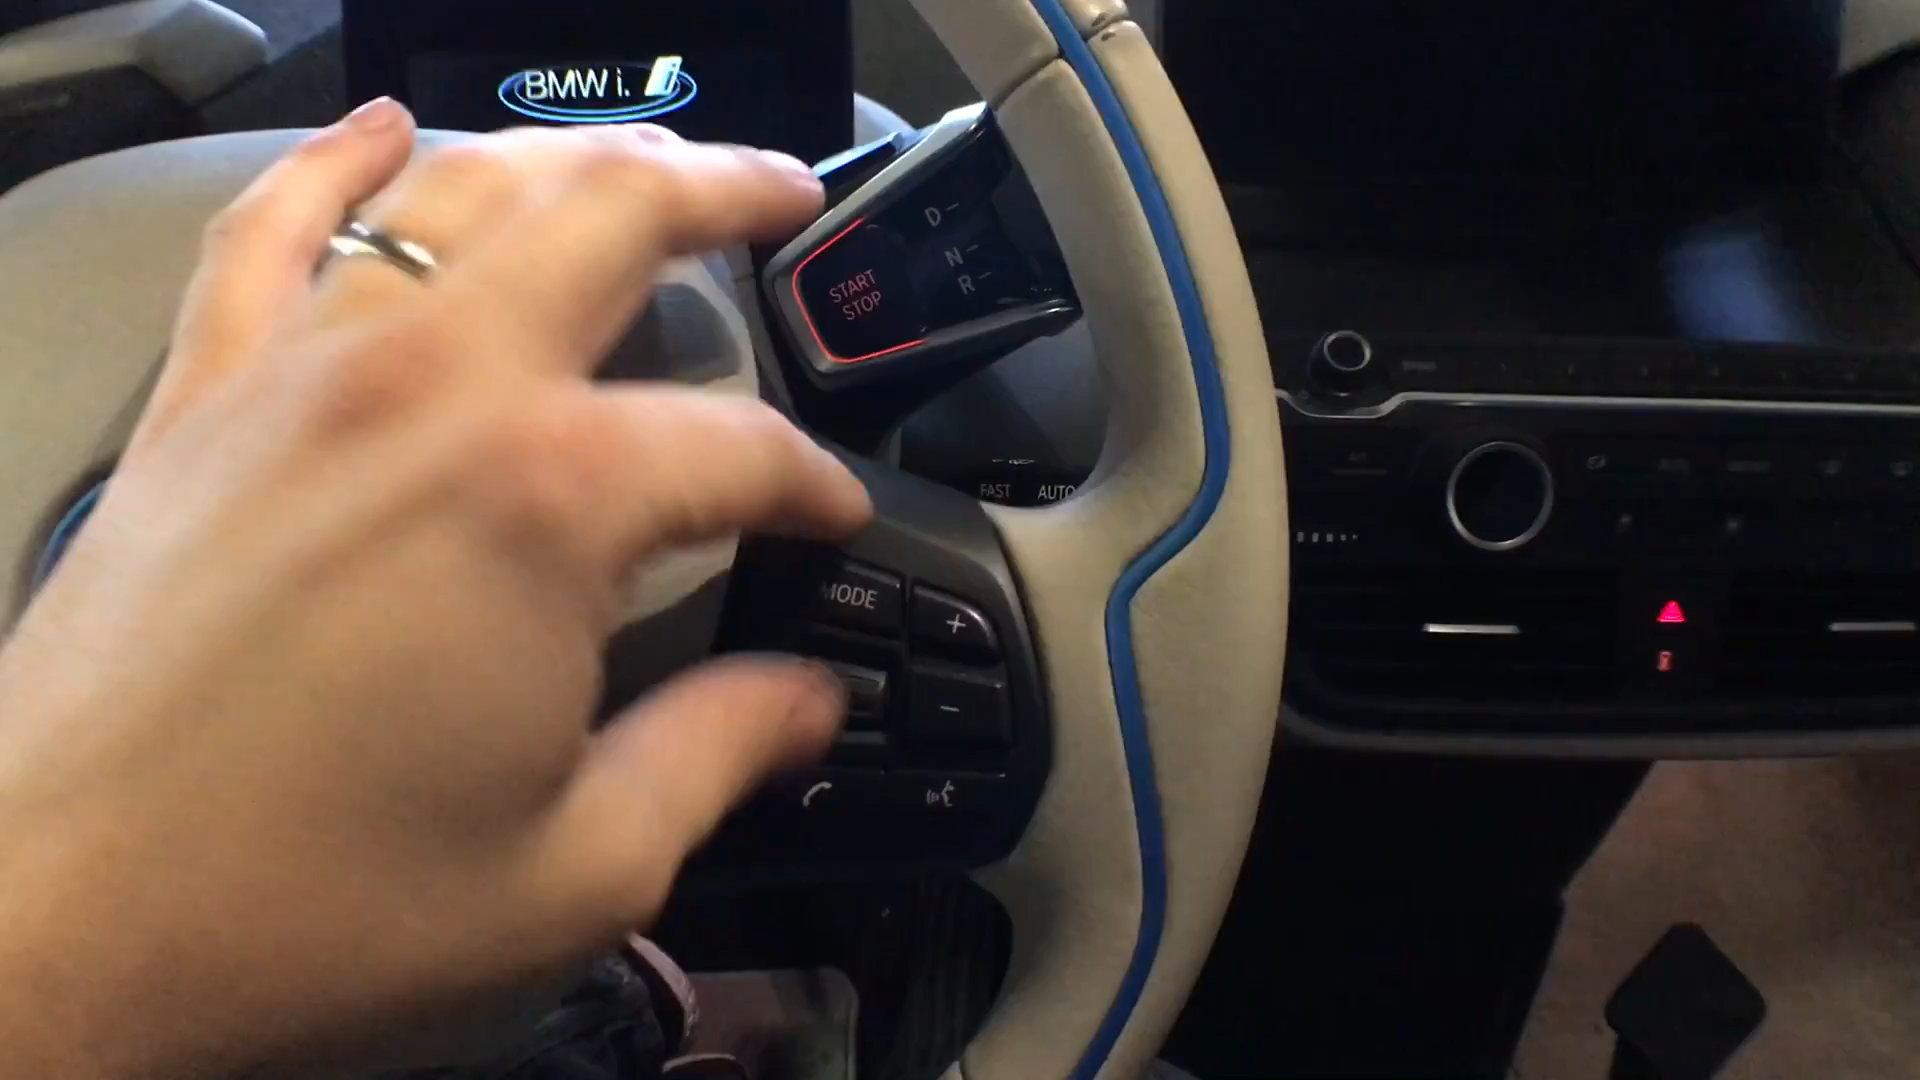 BMW i.
D
N
R
START
STOP
FAST AUTO
MODE
+
-